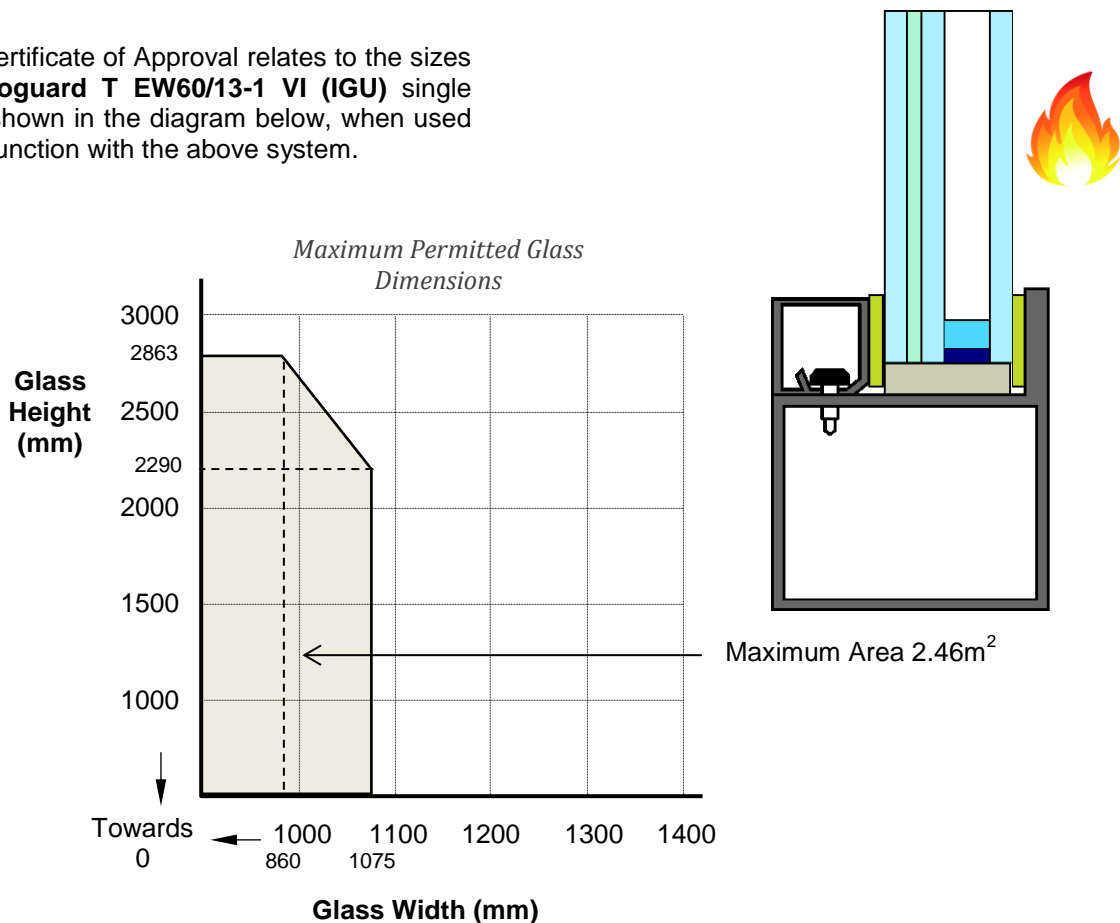 ertificate of Approval relates to the sizes
oguard T EW60/13-1 VI (IGU) single
shown in the diagram below, when used
unction with the above system.
Maximum Permitted Glass
Dimensions
3000
2863
Glass
Height
(mm)
2500
2290
2000
1500
Maximum Area 2.46m²
1000
Towards
0
1000 1100 1200 1300 1400
860 1075
Glass Width (mm)